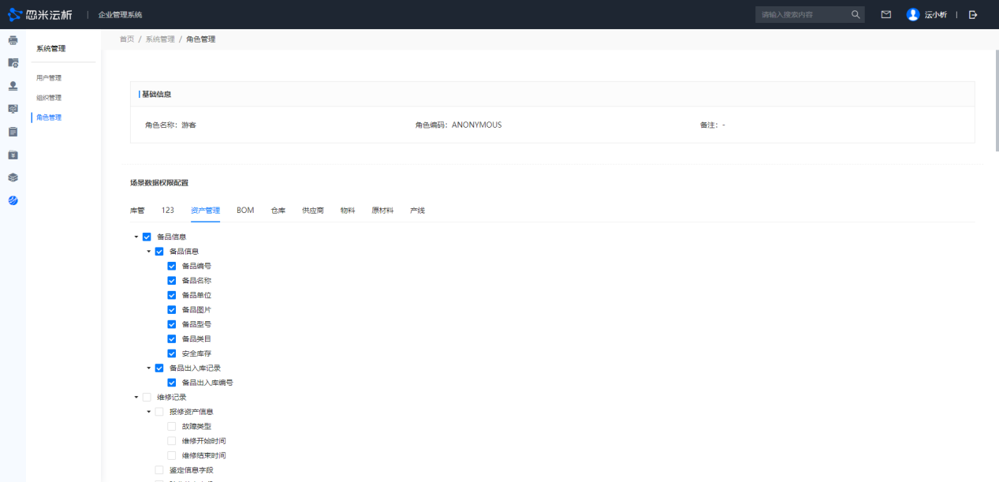 忽米沄析 | 企业管理系统 请输入搜索内容 沄小析 |
首页 / 系统管理 / 角色管理
系统管理
用户管理
组织管理
角色管理
基础信息
角色名称：游客 角色编码：ANONYMOUS 备注：-
场景数据权限配置
库管 123 资产管理 BOM 仓库 供应商 物料 原材料 产线
备品信息
备品信息
备品编号
备品名称
备品单位
备品图片
备品型号
备品类目
安全库存
备品出入库记录
备品出入库编号
维修记录
报修资产信息
故障类型
维修开始时间
维修结束时间
鉴定信息字段